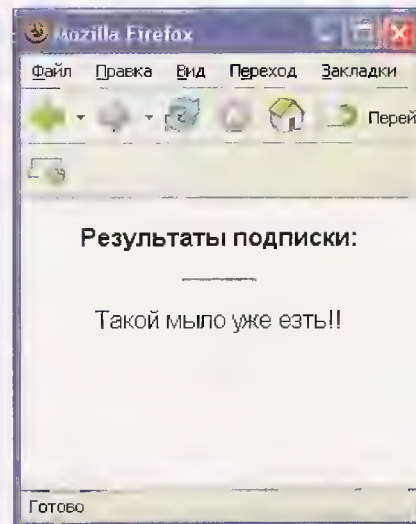 Mozilla Firefox
Файл Правка Вид Переход Закладки
Перей
Результаты подписки:
Такой мыло уже езть!!
Готово